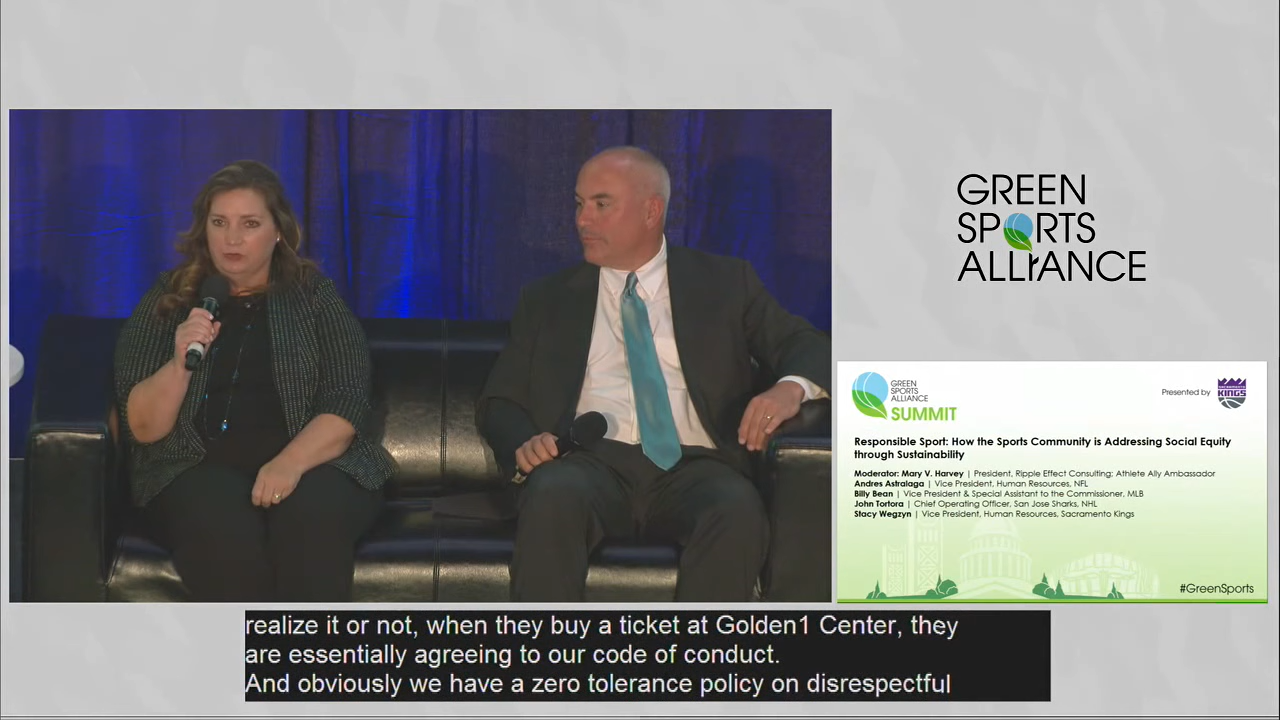 GREEN
SPORTS
ALLIANCE
GREEN
SPORTS
ALLIANCE
SUMMIT
Presented by
SACRAMENTO
KINGS
Responsible Sport: How the Sports Community is Addressing Social Equity
through Sustainability
Moderator: Mary V. Harvey | President, Ripple Effect Consulting; Athlete Ally Ambassador
Andres Astralaga | Vice President, Human Resources, NFL
Billy Bean | Vice President & Special Assistant to the Commissioner, MLB
John Tortora | Chief Operating Officer, San Jose Sharks, NHL
Stacy Wegzyn | Vice President, Human Resources, Sacramento Kings
#GreenSports
realize it or not, when they buy a ticket at Golden1 Center, they
are essentially agreeing to our code of conduct.
And obviously we have a zero tolerance policy on disrespectful